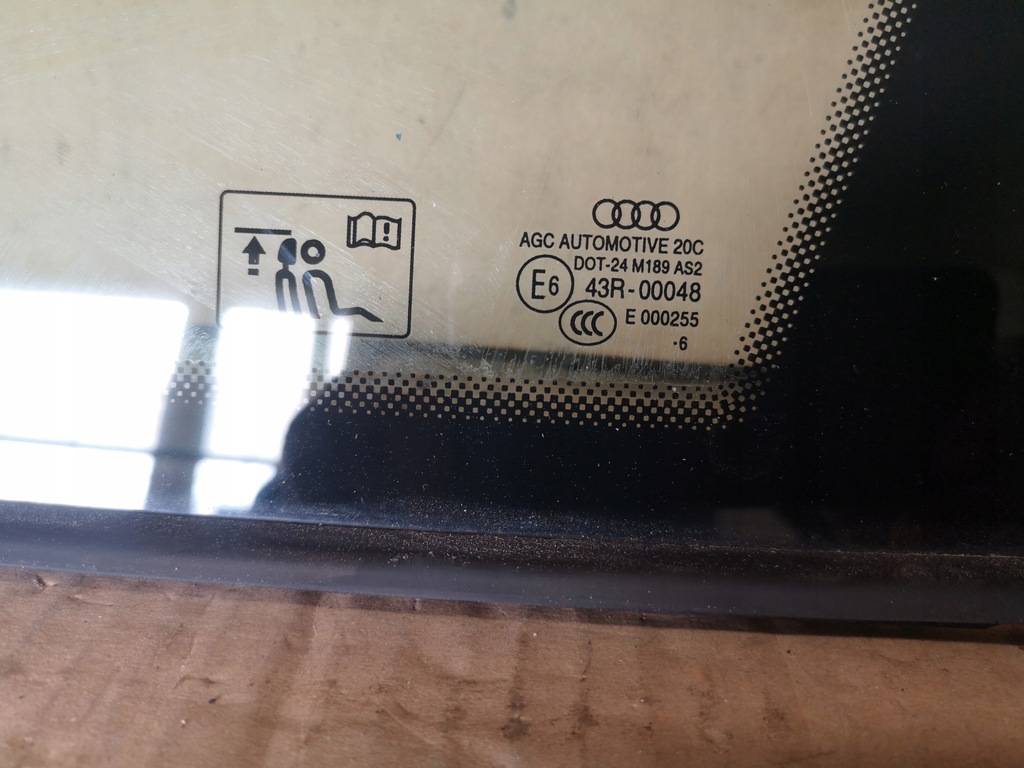 AGC AUTOMOTIVE 20C
DOT-24 M189 AS2
E6 43R-00048
CCC E 000255
·6
!